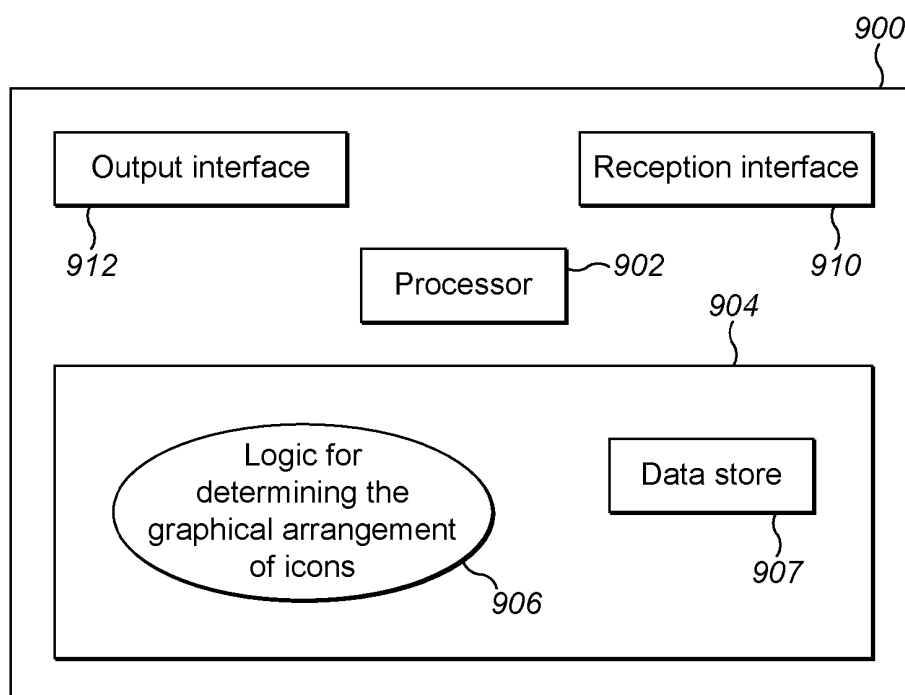 900
Output interface
Reception interface
912
910
Processor
902
904
Logic for
determining the
graphical arrangement
of icons
906
Data store
907